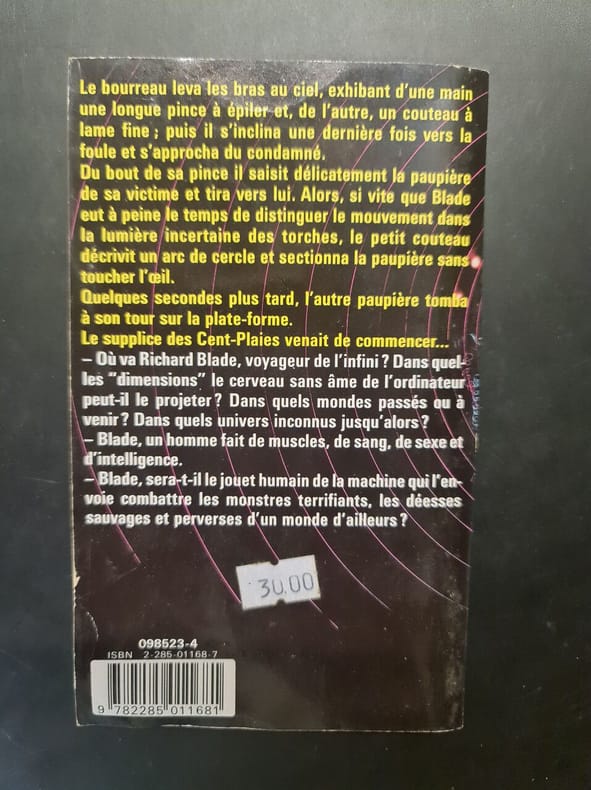 Le bourreau leva les bras au ciel, exhibant d'une main
une longue pince à épiler et, de l'autre, un couteau à
lame fine ; puis il s'inclina une dernière fois vers la
foule et s'approcha du condamné.
Du bout de sa pince il saisit délicatement la paupière
de sa victime et tira vers lui. Alors, si vite que Blade
eut à peine le temps de distinguer le mouvement dans
la lumière incertaine des torches, le petit couteau
décrivit un arc de cercle et sectionna la paupière sans
toucher l'œil.
Quelques secondes plus tard, l'autre paupière tomba
à son tour sur la plate-forme.
Le supplice des Cent-Plaies venait de commencer...
– Où va Richard Blade, voyageur de l'infini ? Dans quel-
les "dimensions" le cerveau sans âme de l'ordinateur
peut-il le projeter ? Dans quels mondes passés ou à
venir ? Dans quels univers inconnus jusqu'alors ?
– Blade, un homme fait de muscles, de sang, de sexe et
d'intelligence.
– Blade, sera-t-il le jouet humain de la machine qui l'en-
voie combattre les monstres terrifiants, les déesses
sauvages et perverses d'un monde d'ailleurs ?
30.00
098523-4
ISBN 2-285-01168-7
9 782285 011681